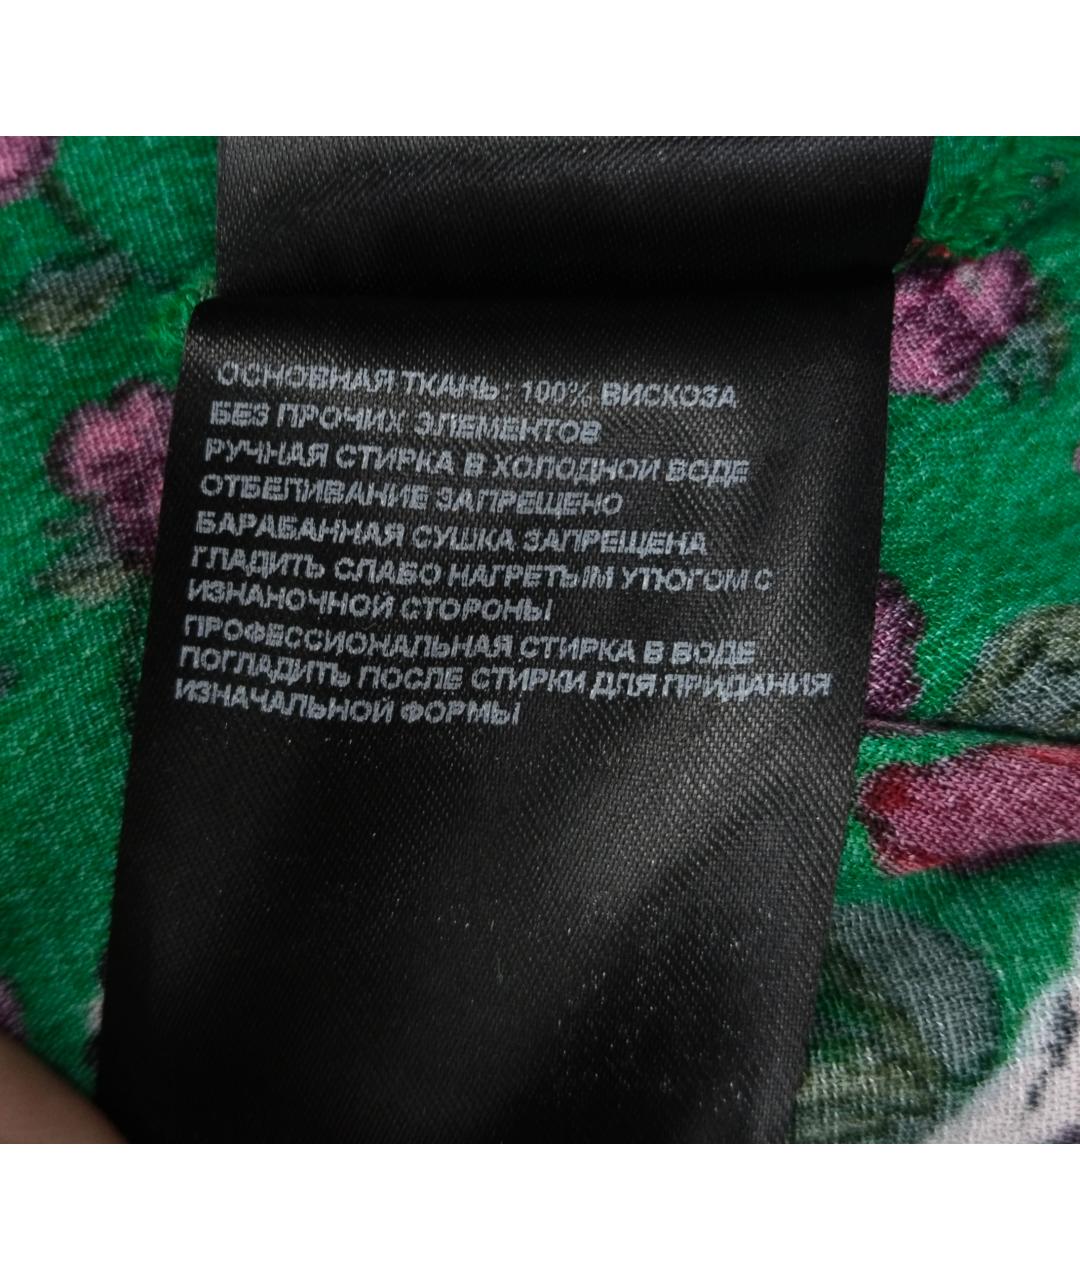 ОСНОВНАЯ ТКАНЬ: 100% ВИСКОЗА
БЕЗ ПРОЧИХ ЭЛЕМЕНТОВ
РУЧНАЯ СТИРКА В ХОЛОДНОЙ ВОДЕ
ОТБЕЛИВАНИЕ ЗАПРЕЩЕНО
БАРАБАННАЯ СУШКА ЗАПРЕЩЕНА
ГЛАДИТЬ СЛАБО НАГРЕТЫМ УТЮГОМ С
ИЗНАНОЧНОЙ СТОРОНЫ
ПРОФЕССИОНАЛЬНАЯ СТИРКА В ВОДЕ
ПОГЛАДИТЬ ПОСЛЕ СТИРКИ ДЛЯ ПРИДАНИЯ
ИЗНАЧАЛЬНОЙ ФОРМЫ